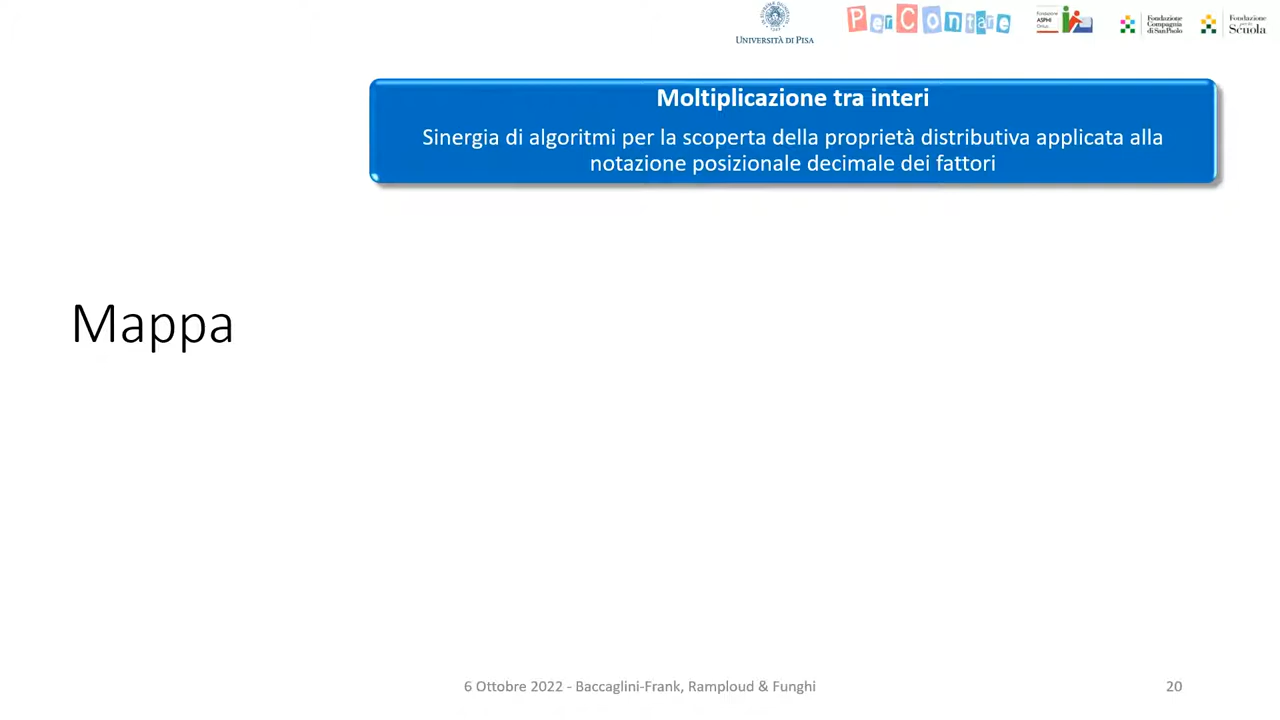 UNIVERSITÀ DI PISA
PerContare
Fondazione
ASPHI
Onlus
Fondazione
Compagnia
di SanPaolo
Fondazione
per la
Scuola
Moltiplicazione tra interi
Sinergia di algoritmi per la scoperta della proprietà distributiva applicata alla
notazione posizionale decimale dei fattori
Mappa
6 Ottobre 2022 - Baccaglini-Frank, Ramploud & Funghi
20